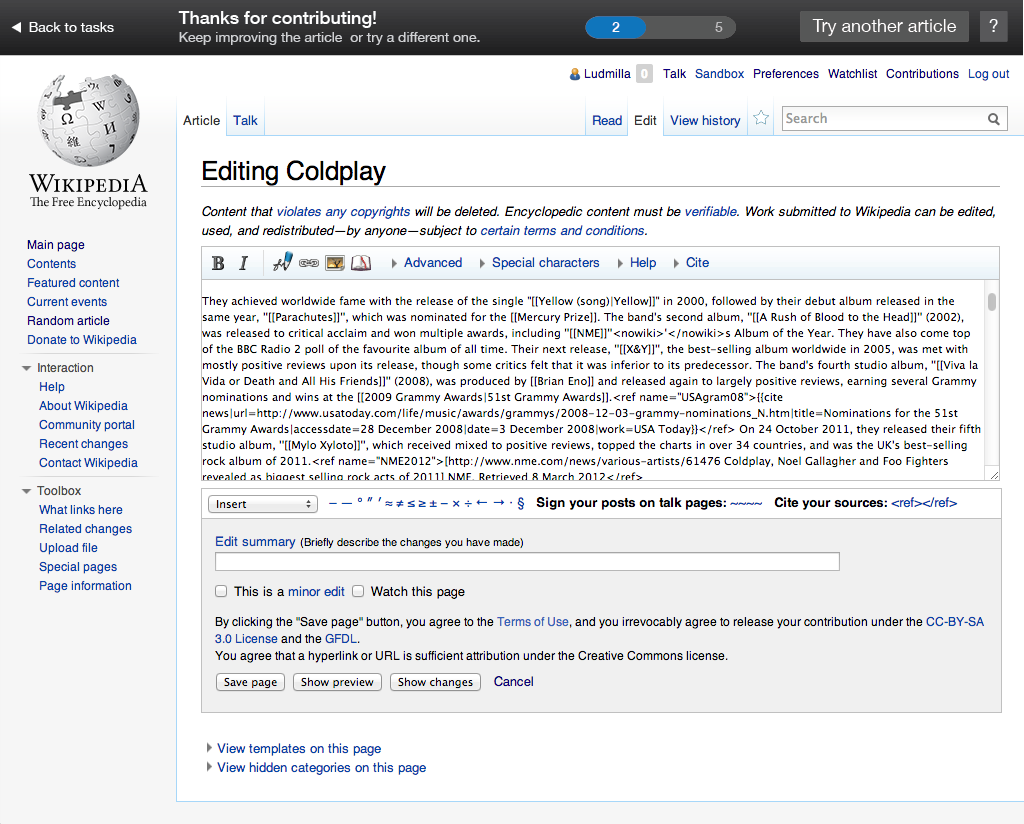 Back to tasks
Thanks for contributing!
Keep improving the article or try a different one.
2 5
Try another article ?
Ludmilla 0 Talk Sandbox Preferences Watchlist Contributions Log out
Article Talk Read Edit View history Search
Ω W И 維 7
WIKIPEDIA
The Free Encyclopedia
Main page
Contents
Featured content
Current events
Random article
Donate to Wikipedia
Interaction
Help
About Wikipedia
Community portal
Recent changes
Contact Wikipedia
Toolbox
What links here
Related changes
Upload file
Special pages
Page information
Editing Coldplay
Content that violates any copyrights will be deleted. Encyclopedic content must be verifiable. Work submitted to Wikipedia can be edited,
used, and redistributed—by anyone—subject to certain terms and conditions.
B I Advanced Special characters Help Cite
They achieved worldwide fame with the release of the single "[[Yellow (song)|Yellow]]" in 2000, followed by their debut album released in the
same year, ''[[Parachutes]]'', which was nominated for the [[Mercury Prize]]. The band's second album, ''[[A Rush of Blood to the Head]]'' (2002),
was released to critical acclaim and won multiple awards, including ''[[NME]]''<nowiki>'</nowiki>s Album of the Year. They have also come top
of the BBC Radio 2 poll of the favourite album of all time. Their next release, ''[[X&Y]]'', the best-selling album worldwide in 2005, was met with
mostly positive reviews upon its release, though some critics felt that it was inferior to its predecessor. The band's fourth studio album, ''[[Viva la
Vida or Death and All His Friends]]'' (2008), was produced by [[Brian Eno]] and released again to largely positive reviews, earning several Grammy
nominations and wins at the [[2009 Grammy Awards|51st Grammy Awards]].<ref name="USAgram08">{{cite
news|url=http://www.usatoday.com/life/music/awards/grammys/2008-12-03-grammy-nominations_N.htm|title=Nominations for the 51st
Grammy Awards|accessdate=28 December 2008|date=3 December 2008|work=USA Today}}</ref> On 24 October 2011, they released their fifth
studio album, ''[[Mylo Xyloto]]'', which received mixed to positive reviews, topped the charts in over 34 countries, and was the UK's best-selling
rock album of 2011.<ref name="NME2012">[http://www.nme.com/news/various-artists/61476 Coldplay, Noel Gallagher and Foo Fighters
revealed as biggest selling rock acts of 2011] NME. Retrieved 8 March 2012</ref>
Insert – — ° ″ ′ ≈ ≠ ≤ ≥ ± − × ÷ ← → · § Sign your posts on talk pages: ~~~~ Cite your sources: <ref></ref>
Edit summary (Briefly describe the changes you have made)
This is a minor edit Watch this page
By clicking the "Save page" button, you agree to the Terms of Use, and you irrevocably agree to release your contribution under the CC-BY-SA
3.0 License and the GFDL.
You agree that a hyperlink or URL is sufficient attribution under the Creative Commons license.
Save page Show preview Show changes Cancel
View templates on this page
View hidden categories on this page